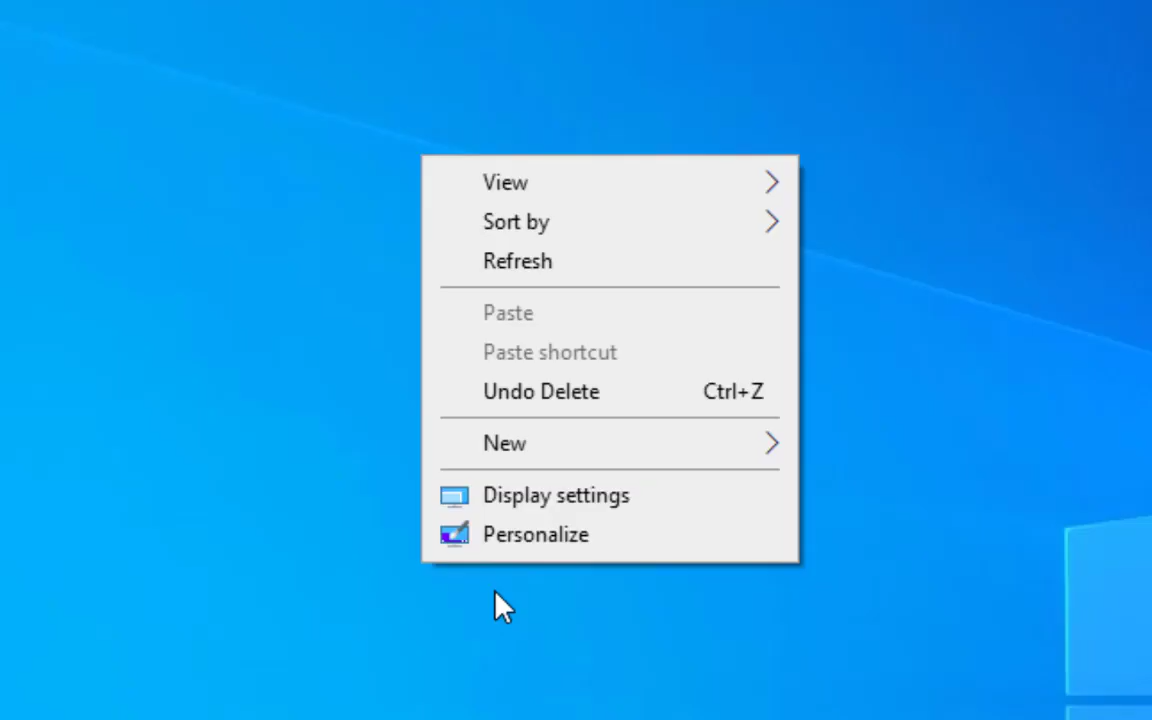 View
Sort by
Refresh
Paste
Paste shortcut
Undo Delete Ctrl+Z
New
Display settings
Personalize